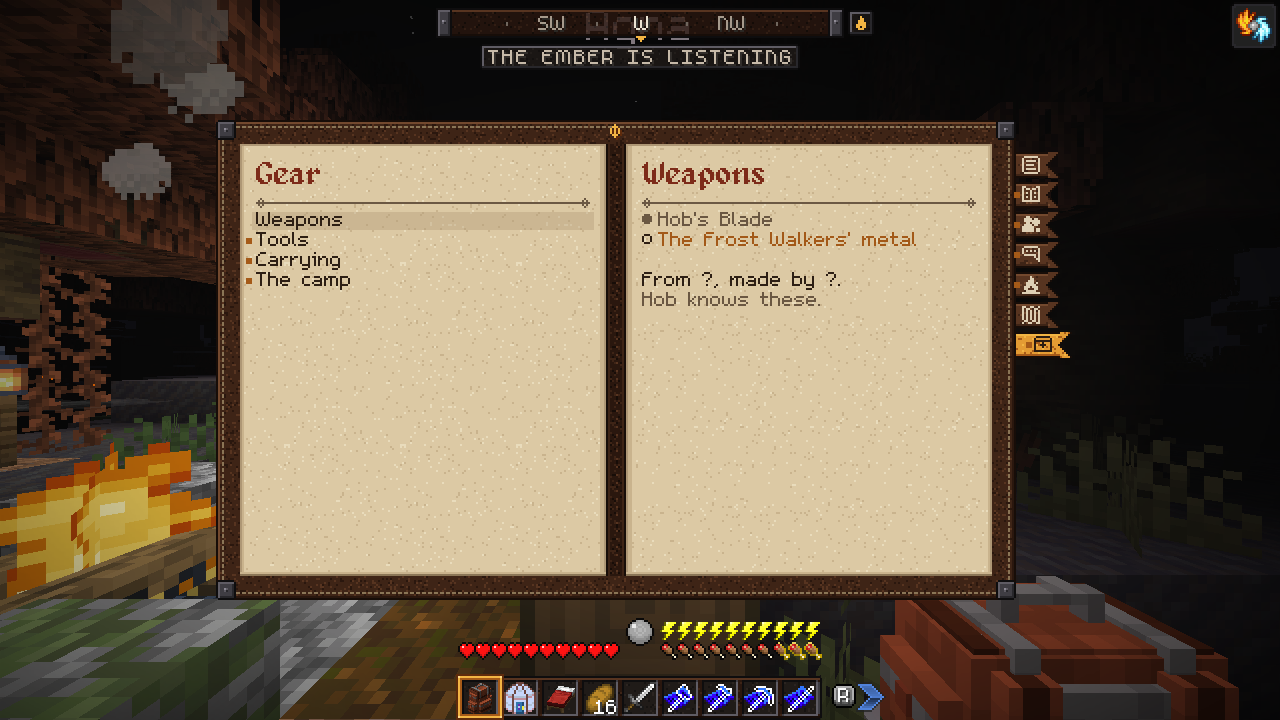 SW W NW
THE EMBER IS LISTENING
Gear
Weapons
Tools
Carrying
The camp
Weapons
Hob's Blade
The Frost Walkers' metal
From ?, made by ?.
Hob knows these.
16
R